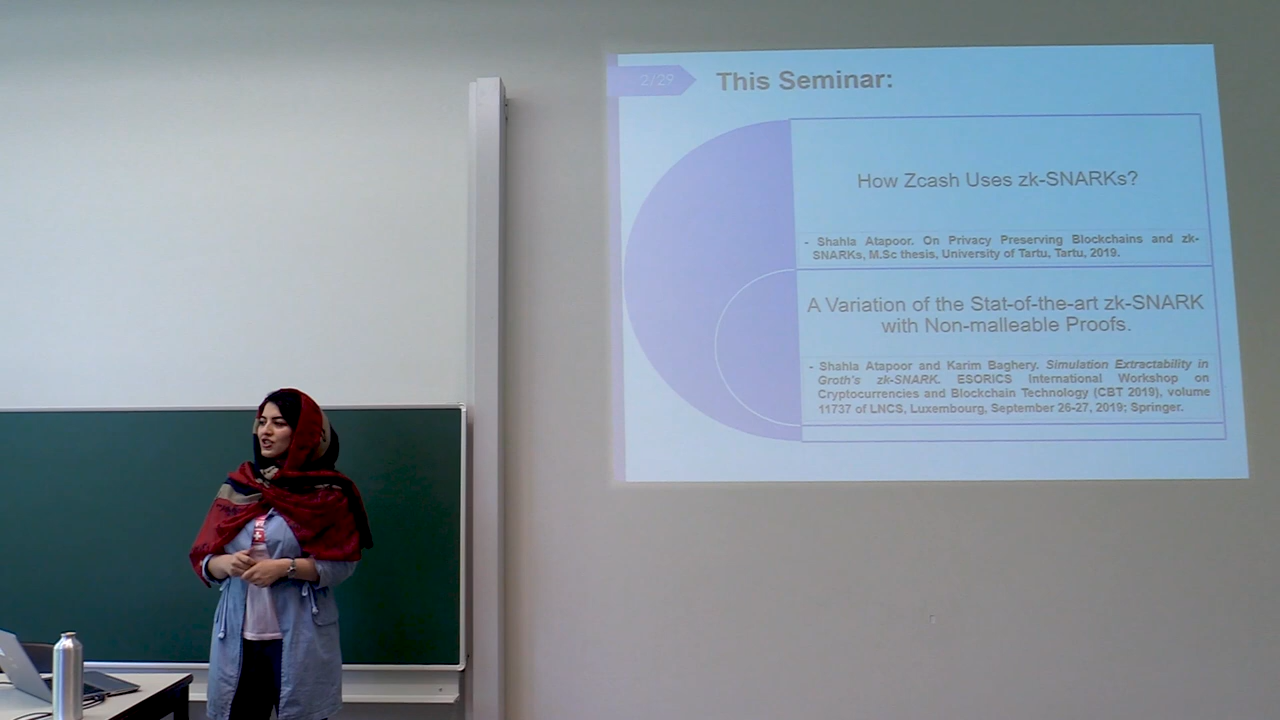 2/29
This Seminar:
How Zcash Uses zk-SNARKs?
- Shahla Atapoor. On Privacy Preserving Blockchains and zk-
SNARKs, M.Sc thesis, University of Tartu, Tartu, 2019.
A Variation of the Stat-of-the-art zk-SNARK
with Non-malleable Proofs.
- Shahla Atapoor and Karim Baghery. Simulation Extractability in
Groth's zk-SNARK. ESORICS International Workshop on
Cryptocurrencies and Blockchain Technology (CBT 2019), volume
11737 of LNCS, Luxembourg, September 26-27, 2019; Springer.